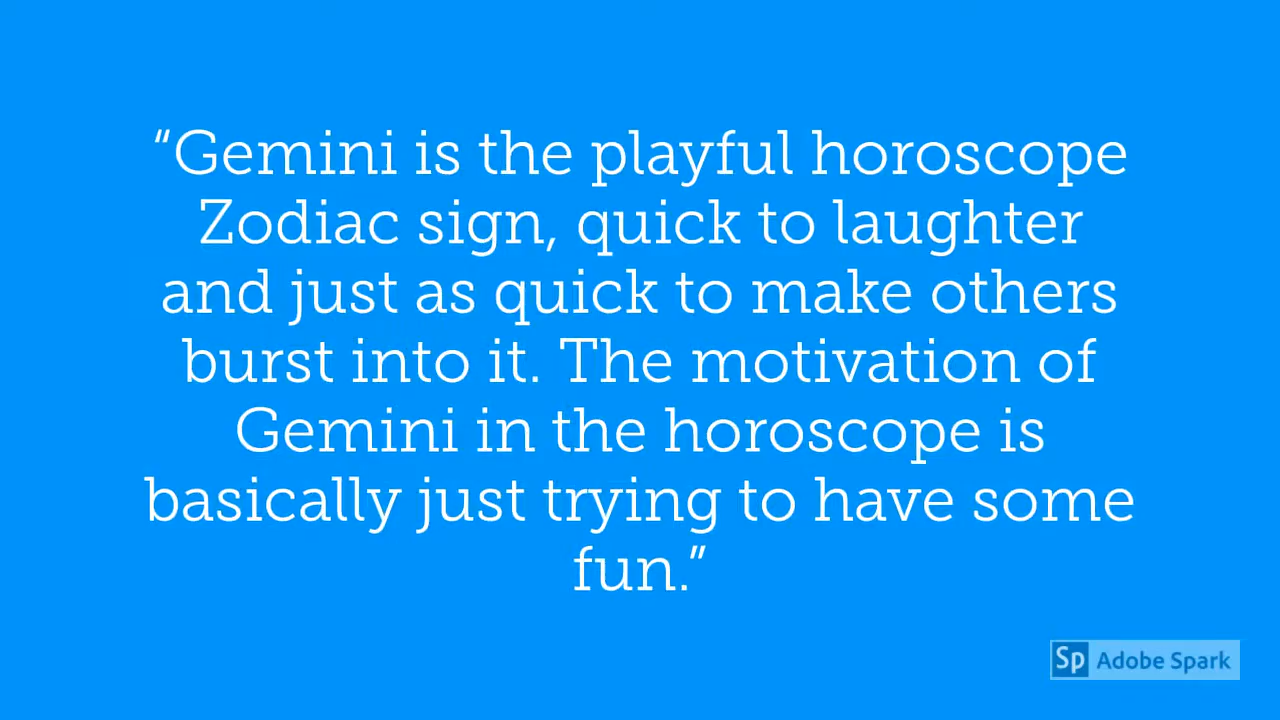 “Gemini is the playful horoscope
Zodiac sign, quick to laughter
and just as quick to make others
burst into it. The motivation of
Gemini in the horoscope is
basically just trying to have some
fun.”
Sp Adobe Spark